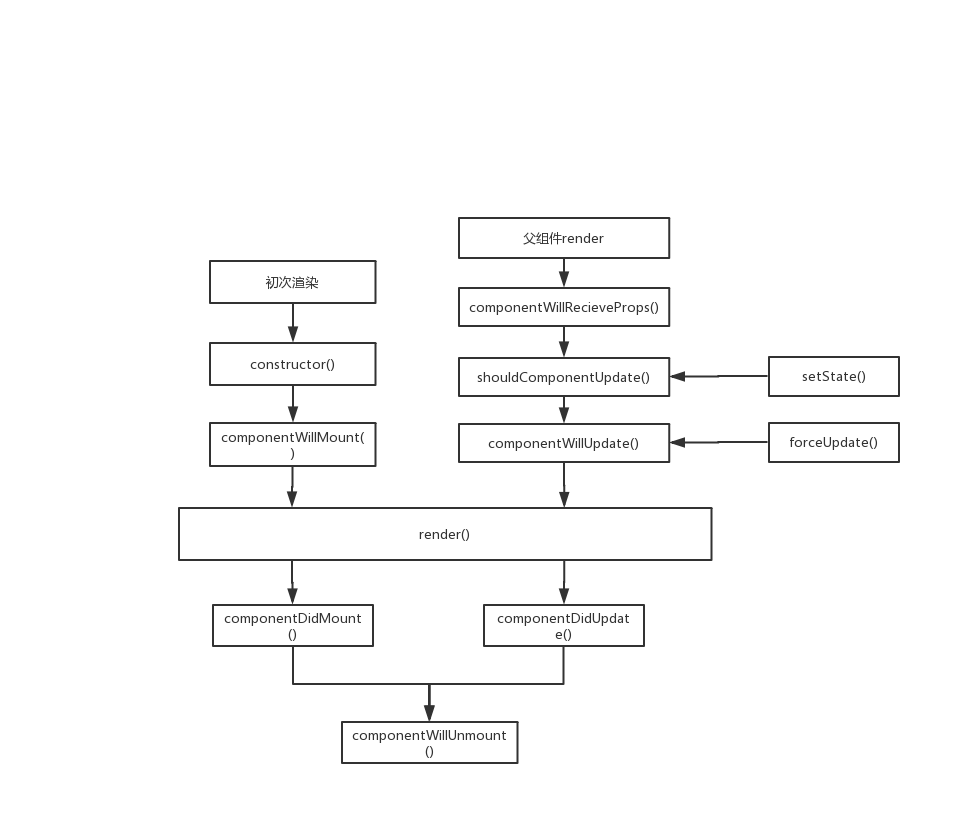 父组件render
初次渲染
componentWillRecieveProps()
constructor()
shouldComponentUpdate()
setState()
componentWillMount(
)
componentWillUpdate()
forceUpdate()
render()
componentDidMount
()
componentDidUpdat
e()
componentWillUnmount
()